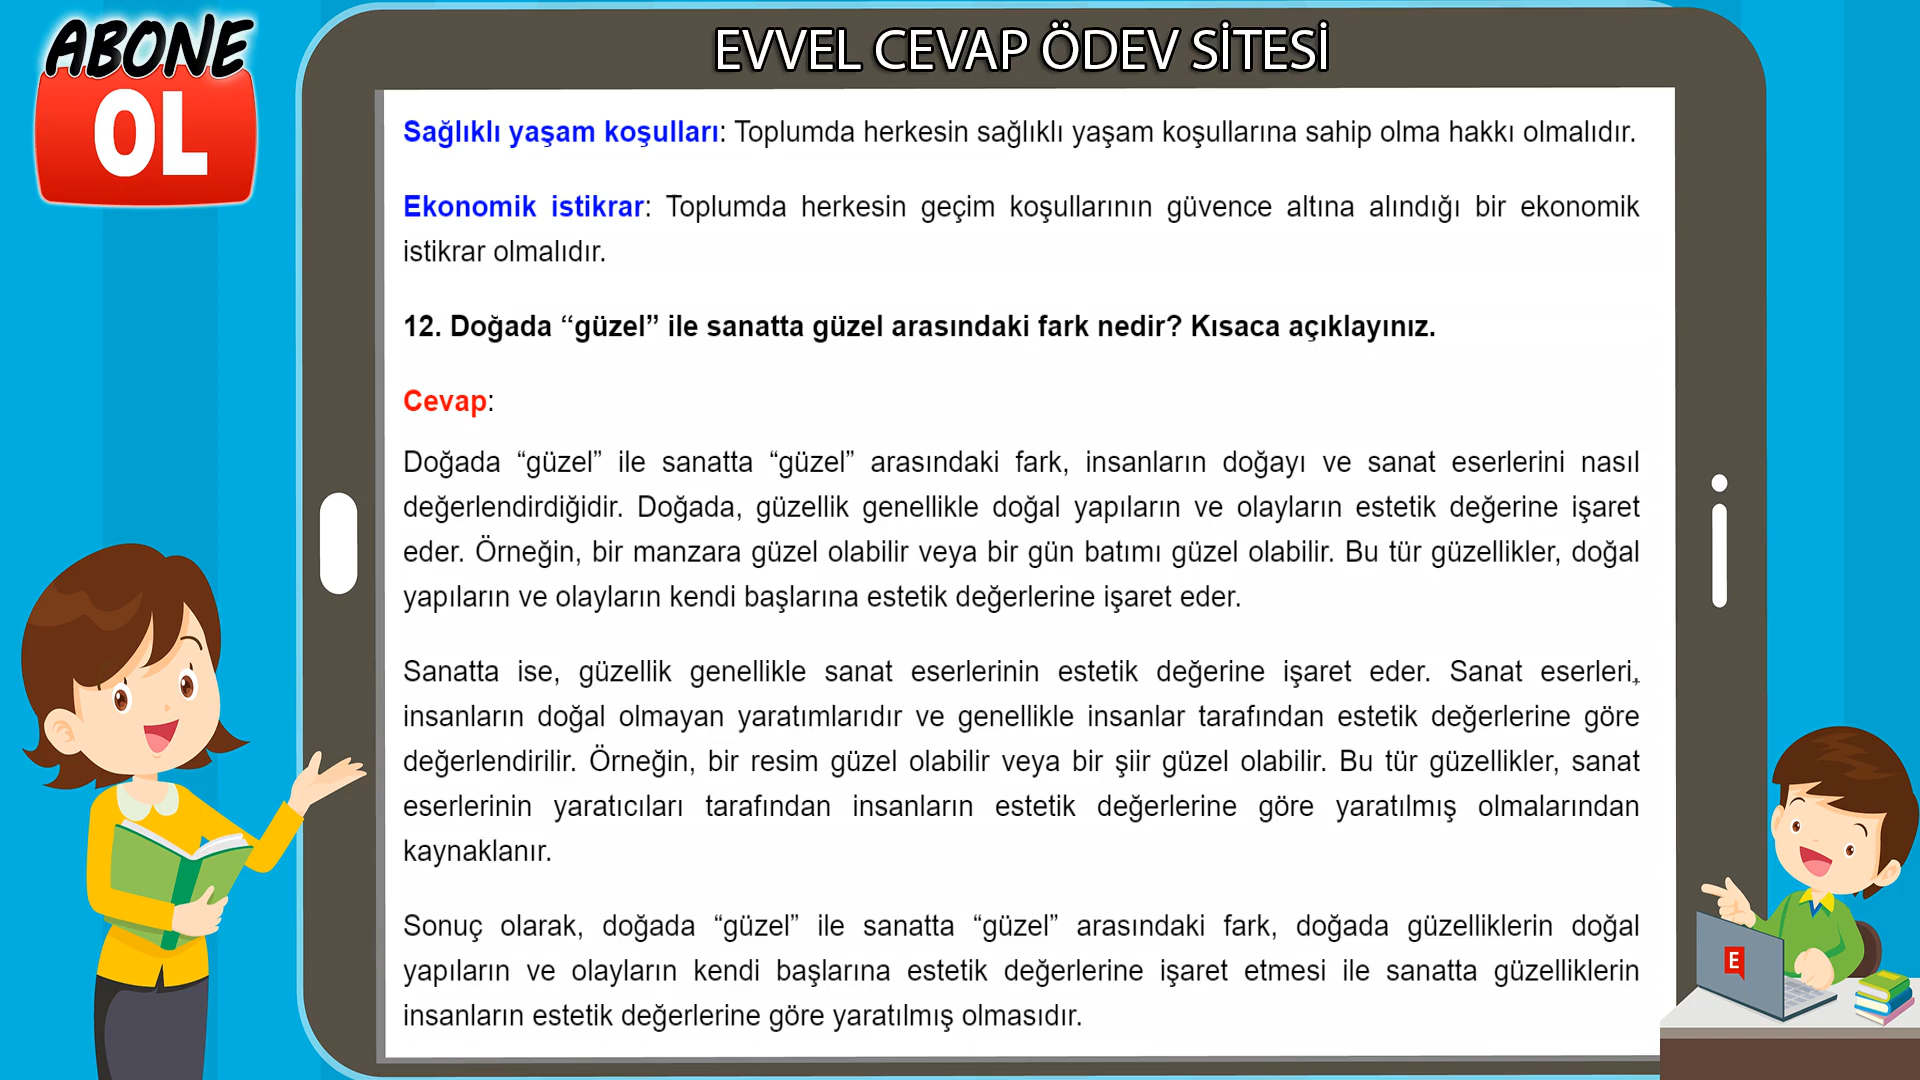 ABONE
OL
EVVEL CEVAP ÖDEV SİTESİ
Sağlıklı yaşam koşulları: Toplumda herkesin sağlıklı yaşam koşullarına sahip olma hakkı olmalıdır.
Ekonomik istikrar: Toplumda herkesin geçim koşullarının güvence altına alındığı bir ekonomik
istikrar olmalıdır.
12. Doğada “güzel” ile sanatta güzel arasındaki fark nedir? Kısaca açıklayınız.
Cevap:
Doğada “güzel” ile sanatta “güzel” arasındaki fark, insanların doğayı ve sanat eserlerini nasıl
değerlendirdiğidir. Doğada, güzellik genellikle doğal yapıların ve olayların estetik değerine işaret
eder. Örneğin, bir manzara güzel olabilir veya bir gün batımı güzel olabilir. Bu tür güzellikler, doğal
yapıların ve olayların kendi başlarına estetik değerlerine işaret eder.
Sanatta ise, güzellik genellikle sanat eserlerinin estetik değerine işaret eder. Sanat eserleri,
insanların doğal olmayan yaratımlarıdır ve genellikle insanlar tarafından estetik değerlerine göre
değerlendirilir. Örneğin, bir resim güzel olabilir veya bir şiir güzel olabilir. Bu tür güzellikler, sanat
eserlerinin yaratıcıları tarafından insanların estetik değerlerine göre yaratılmış olmalarından
kaynaklanır.
Sonuç olarak, doğada “güzel” ile sanatta “güzel” arasındaki fark, doğada güzelliklerin doğal
yapıların ve olayların kendi başlarına estetik değerlerine işaret etmesi ile sanatta güzelliklerin
insanların estetik değerlerine göre yaratılmış olmasıdır.
E